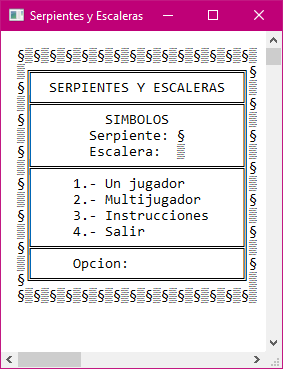 Serpientes y Escaleras
§▒§▒§▒§▒§▒§▒§▒§▒§▒§▒§▒§▒§▒§▒§▒
SERPIENTES Y ESCALERAS
SIMBOLOS
Serpiente: §
Escalera: ▒
1.- Un jugador
2.- Multijugador
3.- Instrucciones
4.- Salir
Opcion:
§▒§▒§▒§▒§▒§▒§▒§▒§▒§▒§▒§▒§▒§▒§▒